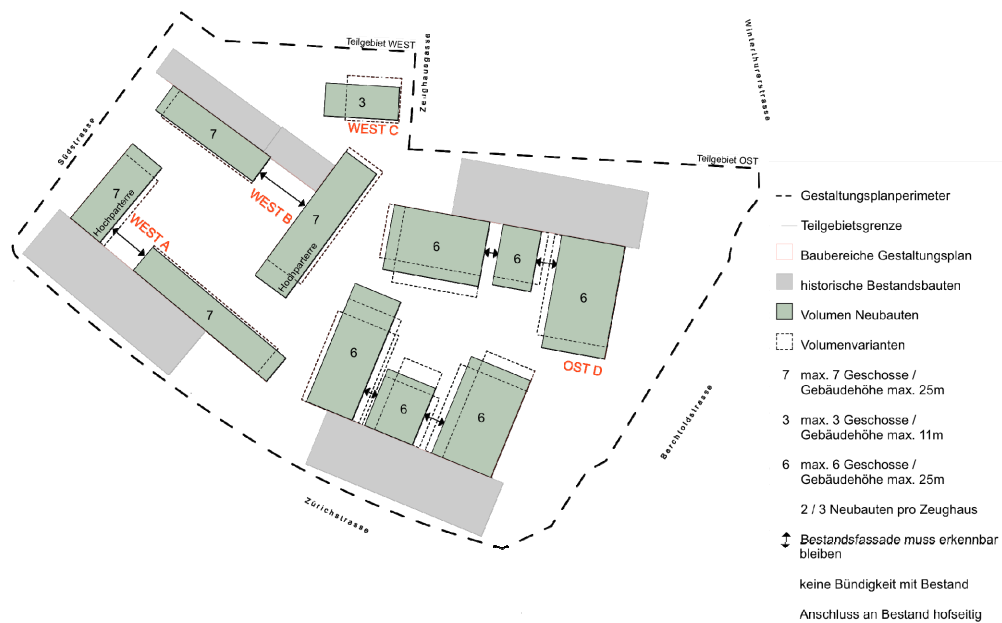 Teilgebiet WEST
Zeughausgasse
Winterthurerstrasse
3
WEST C
7
Südstrasse
Teilgebiet OST
7
Hochparterre
WEST B
7
Hochparterre
WEST A
7
6
6
6
OST D
6
6
6
Berchtoldstrasse
Zürichstrasse
Gestaltungsplanperimeter
Teilgebietsgrenze
Baubereiche Gestaltungsplan
historische Bestandsbauten
Volumen Neubauten
Volumenvarianten
7 max. 7 Geschosse /
Gebäudehöhe max. 25m
3 max. 3 Geschosse /
Gebäudehöhe max. 11m
6 max. 6 Geschosse /
Gebäudehöhe max. 25m
2 / 3 Neubauten pro Zeughaus
Bestandsfassade muss erkennbar
bleiben
keine Bündigkeit mit Bestand
Anschluss an Bestand hofseitig